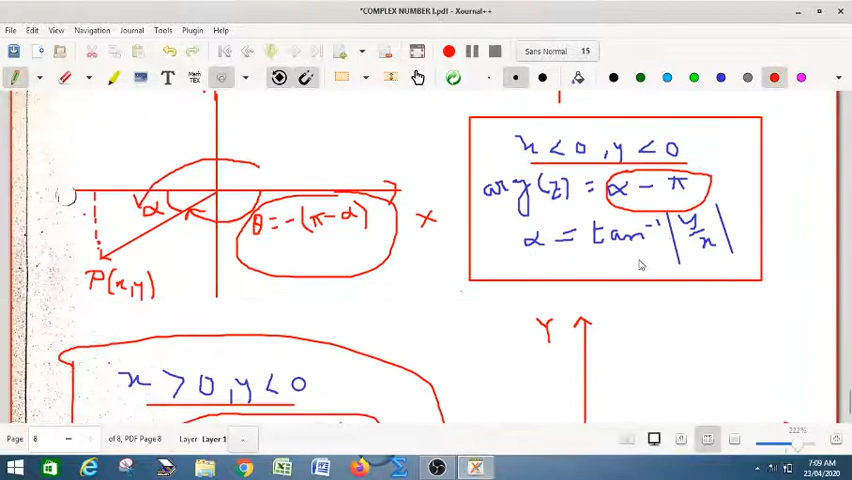 *COMPLEX NUMBER I.pdf - Xournal++
File Edit View Navigation Journal Tools Plugin Help
Sans Normal 15
T Math TEX
x < 0 , y < 0
arg(z) = α - π
α = tan⁻¹ |y/x|
α π θ = -(π-α) X
P(x,y)
Y
x > 0 , y < 0
222%
Page 8 of 8, PDF Page 8 Layer Layer 1
7:09 AM
23/04/2020